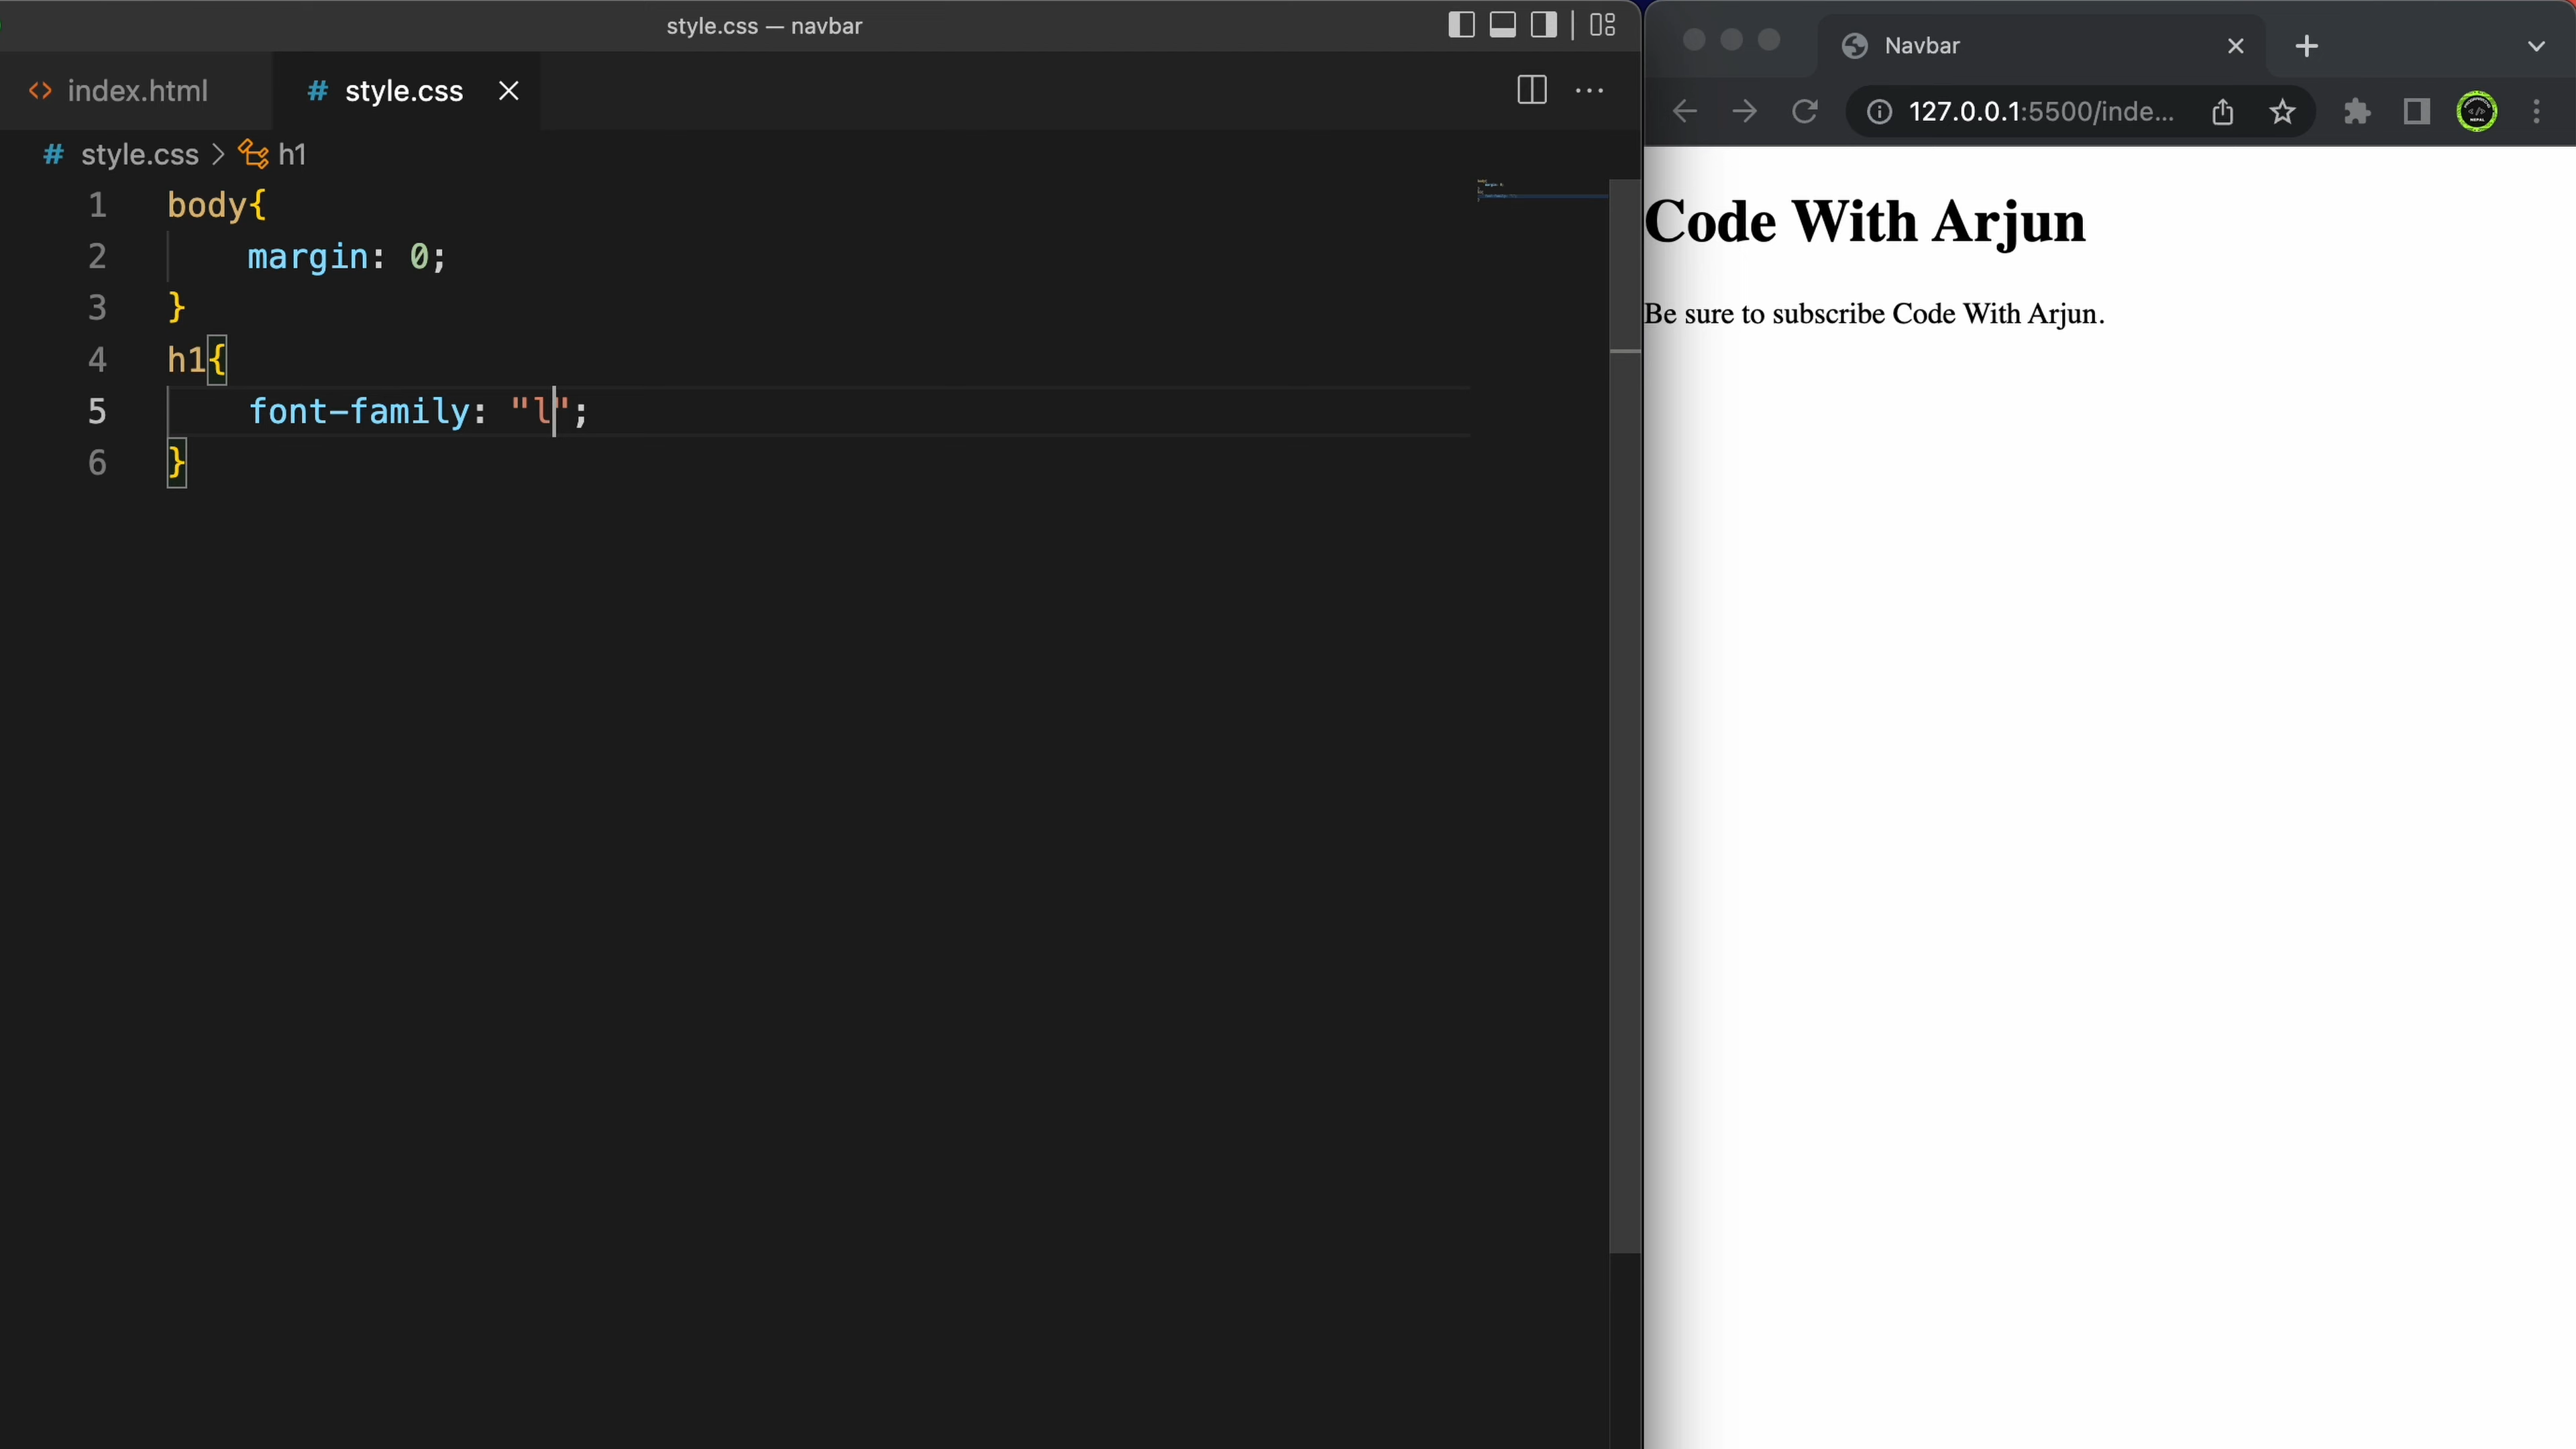 style.css — navbar
index.html
# style.css
# style.css > h1
1 body{
2 margin: 0;
3 }
4 h1{
5 font-family: "l";
6 }
Navbar
127.0.0.1:5500/inde...
Code With Arjun
Be sure to subscribe Code With Arjun.